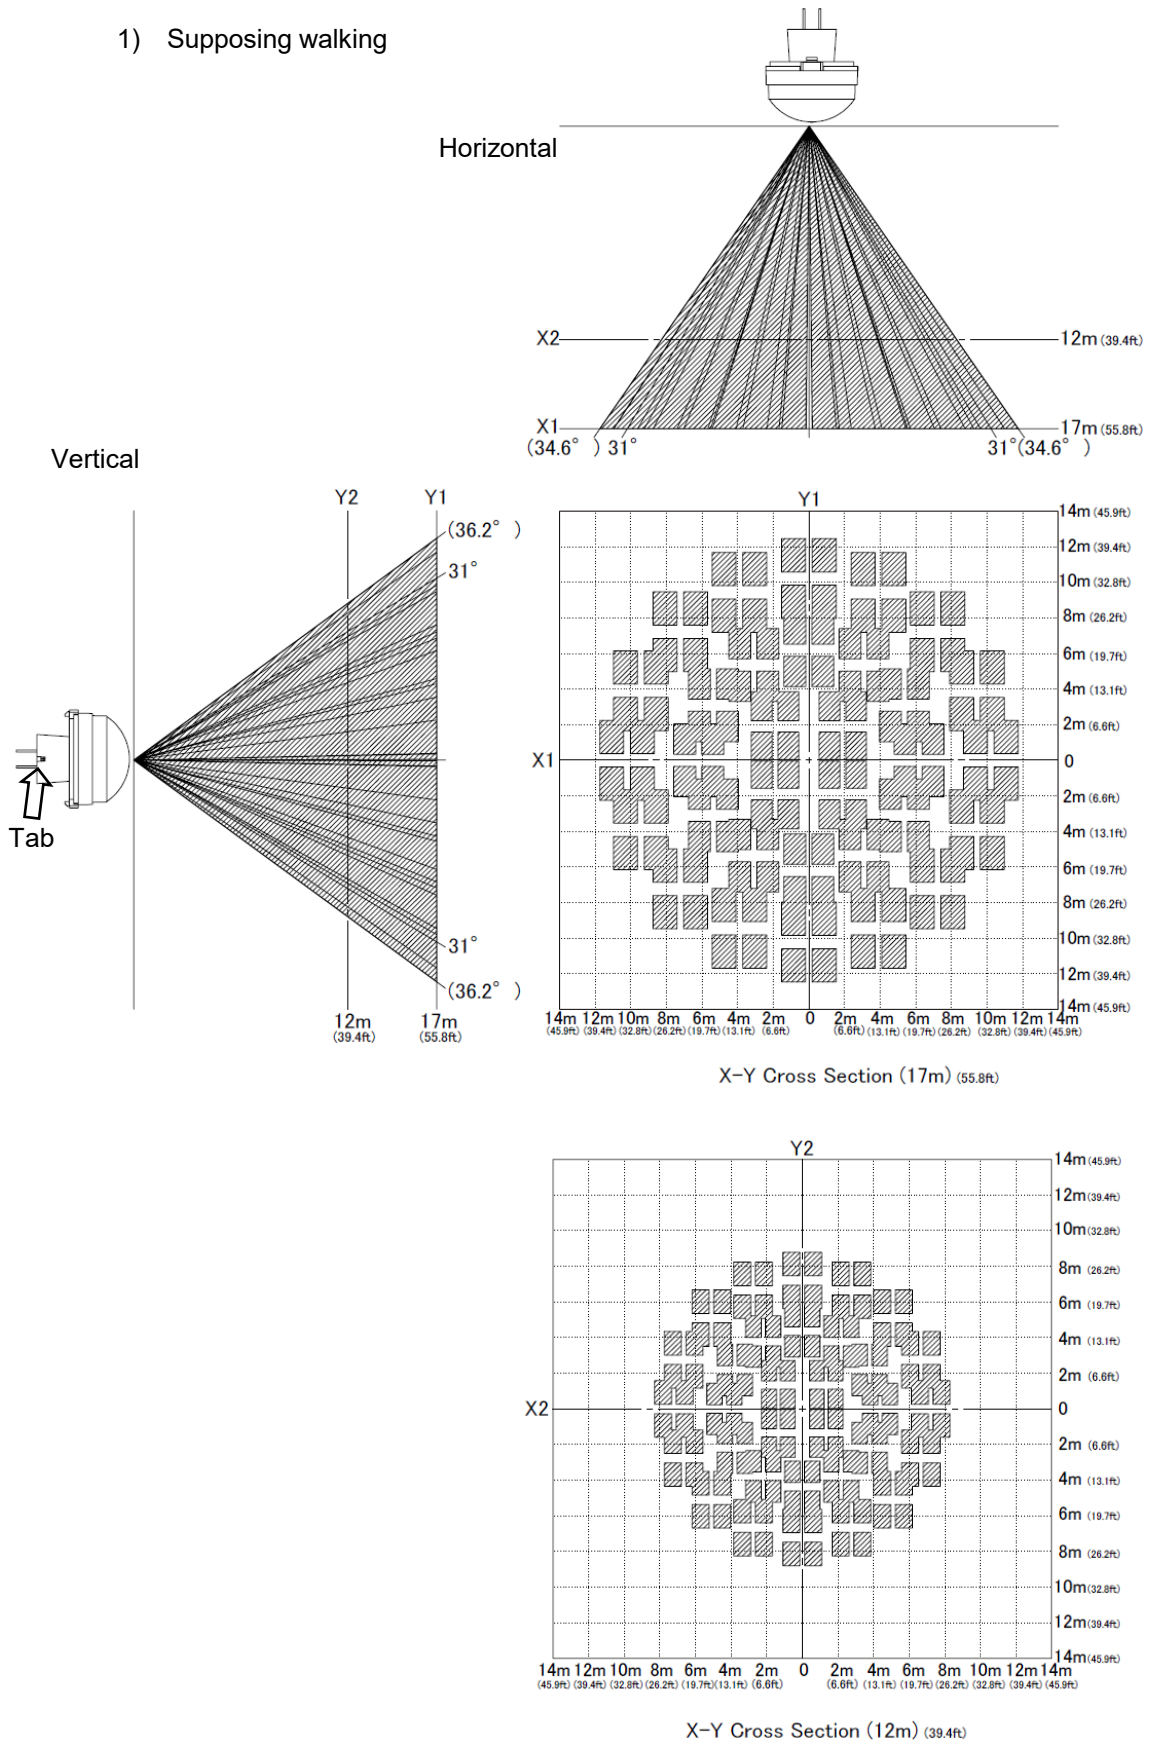 1) Supposing walking
Horizontal
X2
12m (39.4ft)
X1
17m (55.8ft)
(34.6° ) 31°
31°(34.6° )
Vertical
Y2 Y1
(36.2° )
31°
Tab
31°
(36.2° )
12m
(39.4ft)
17m
(55.8ft)
Y1
14m (45.9ft)
12m (39.4ft)
10m (32.8ft)
8m (26.2ft)
6m (19.7ft)
4m (13.1ft)
2m (6.6ft)
X1
0
2m (6.6ft)
4m (13.1ft)
6m (19.7ft)
8m (26.2ft)
10m (32.8ft)
12m (39.4ft)
14m (45.9ft)
14m 12m 10m 8m 6m 4m 2m 0 2m 4m 6m 8m 10m 12m 14m
(45.9ft) (39.4ft) (32.8ft) (26.2ft) (19.7ft) (13.1ft) (6.6ft) (6.6ft) (13.1ft) (19.7ft) (26.2ft) (32.8ft) (39.4ft) (45.9ft)
X-Y Cross Section (17m) (55.8ft)
Y2
14m (45.9ft)
12m (39.4ft)
10m (32.8ft)
8m (26.2ft)
6m (19.7ft)
4m (13.1ft)
2m (6.6ft)
X2
0
2m (6.6ft)
4m (13.1ft)
6m (19.7ft)
8m (26.2ft)
10m (32.8ft)
12m (39.4ft)
14m (45.9ft)
14m 12m 10m 8m 6m 4m 2m 0 2m 4m 6m 8m 10m 12m 14m
(45.9ft) (39.4ft) (32.8ft) (26.2ft) (19.7ft) (13.1ft) (6.6ft) (6.6ft) (13.1ft) (19.7ft) (26.2ft) (32.8ft) (39.4ft) (45.9ft)
X-Y Cross Section (12m) (39.4ft)